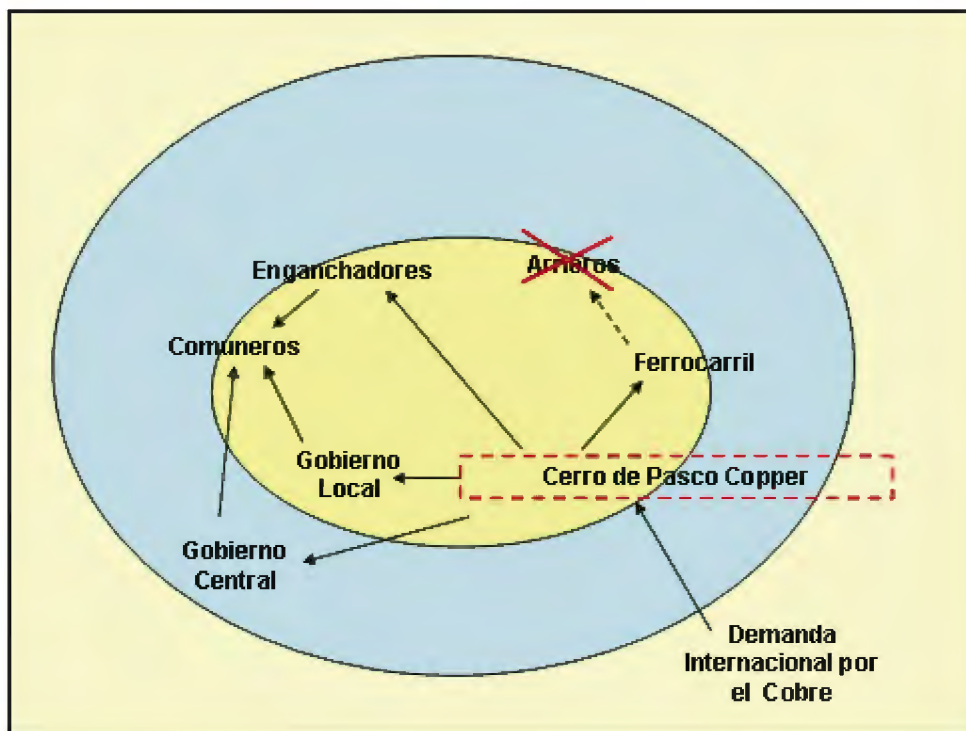 Enganchadores
Arrieros
Comuneros
Ferrocarril
Gobierno
Local
Cerro de Pasco Copper
Gobierno
Central
Demanda
Internacional por
el Cobre